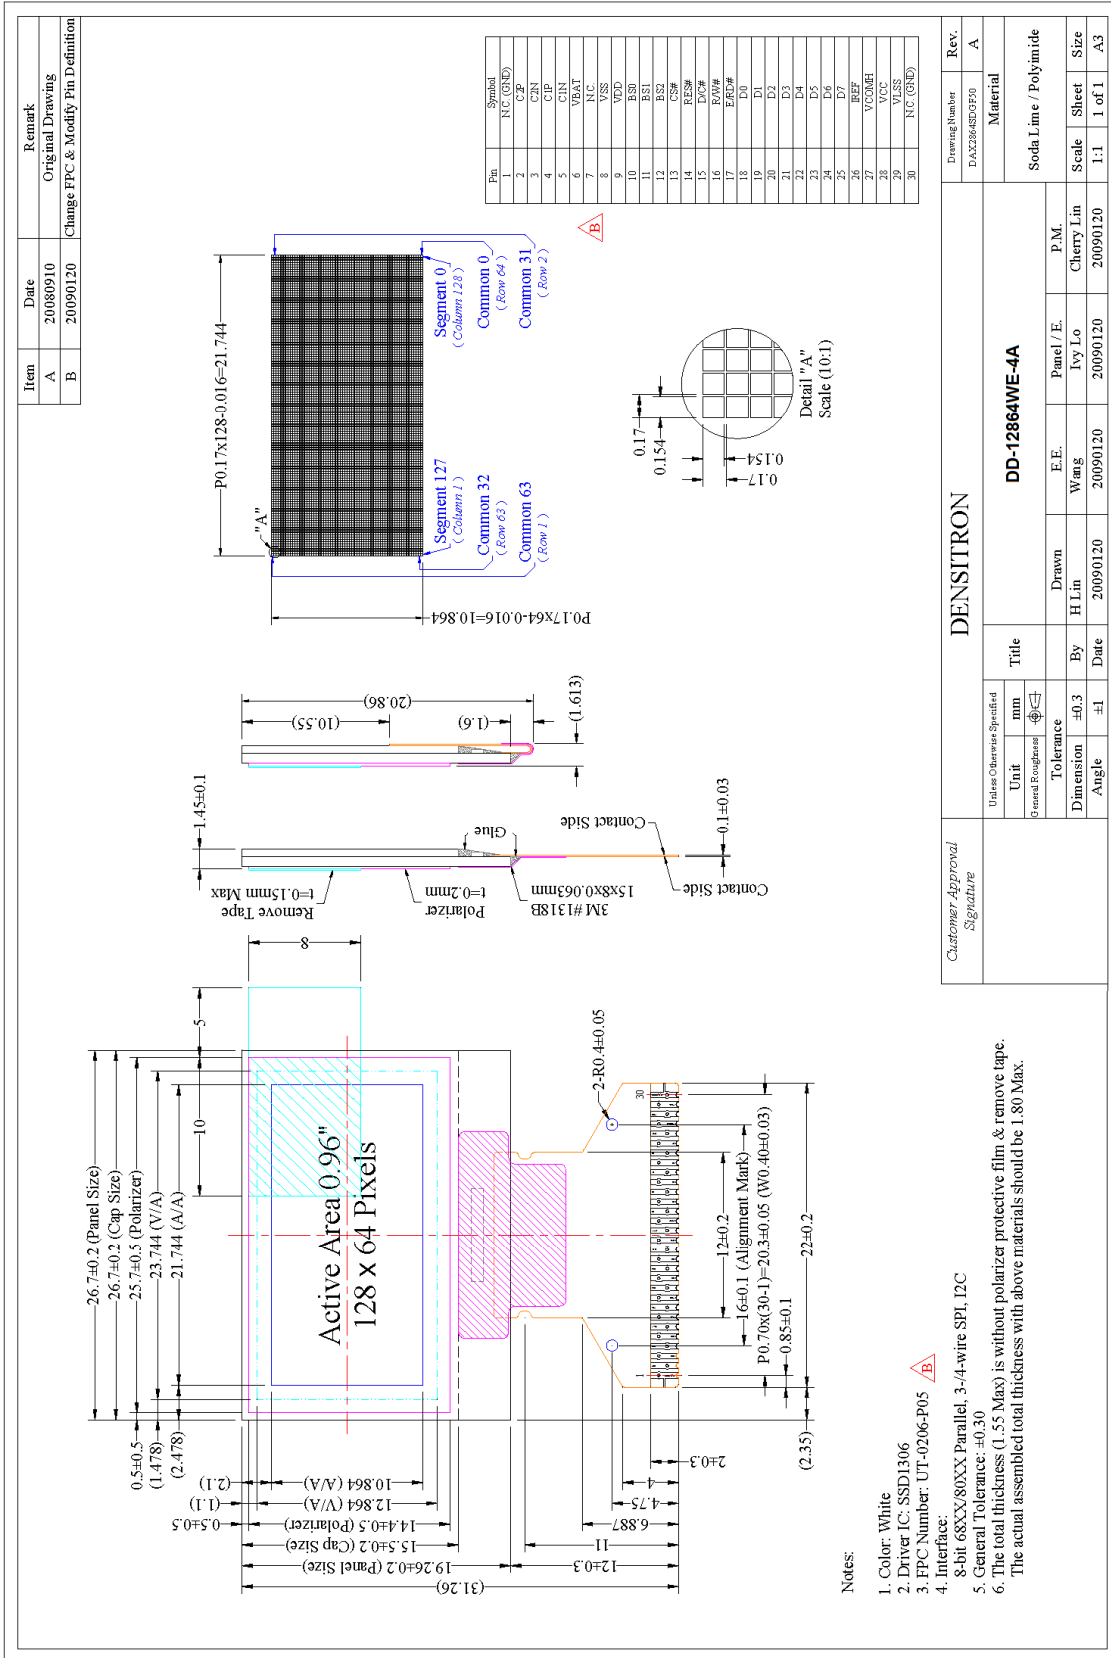 Item Date Remark
A 20080910 Original Drawing
B 20090120 Change FPC & Modify Pin Definition
26.7±0.2 (Panel Size)
26.7±0.2 (Cap Size)
25.7±0.5 (Polarizer)
23.744 (V/A)
21.744 (A/A)
0.5±0.5
(1.478)
(2.478)
10
5
8
(2.1)
(1.1)
0.5±0.5
10.864 (A/A)
12.864 (V/A)
14.4±0.5 (Polarizer)
15.5±0.2 (Cap Size)
19.26±0.2 (Panel Size)
(31.26)
Active Area 0.96"
128 x 64 Pixels
2±0.3
4
4.75
6.887
11
12±0.3
2-R0.4±0.05
12±0.2
16±0.1 (Alignment Mark)
P0.70x(30-1)=20.3±0.05 (W0.40±0.03)
0.85±0.1
22±0.2
(2.35)
1
30
1.45±0.1
Remove Tape
t=0.15mm Max
Polarizer
t=0.2mm
3M #1318B
15x8x0.063mm
Glue
Contact Side
Contact Side
0.1±0.03
(20.86)
(10.55)
(1.6)
(1.613)
P0.17x128-0.016=21.744
P0.17x64-0.016=10.864
"A"
Segment 127
( Column 1 )
Common 32
( Row 63 )
Common 63
( Row 1 )
Segment 0
( Column 128 )
Common 0
( Row 64 )
Common 31
( Row 2 )
0.17
0.154
0.154
0.17
Detail "A"
Scale (10:1)
B
Pin Symbol
1 N.C. (GND)
2 C2P
3 C2N
4 C1P
5 C1N
6 VBAT
7 N.C.
8 VSS
9 VDD
10 BS0
11 BS1
12 BS2
13 CS#
14 RES#
15 D/C#
16 R/W#
17 E/RD#
18 D0
19 D1
20 D2
21 D3
22 D4
23 D5
24 D6
25 D7
26 IREF
27 VCOMH
28 VCC
29 VLSS
30 N.C. (GND)
Notes:
1. Color: White
2. Driver IC: SSD1306
3. FPC Number: UT-0206-P05 B
4. Interface:
8-bit 68XX/80XX Parallel, 3-/4-wire SPI, I2C
5. General Tolerance: ±0.30
6. The total thickness (1.55 Max) is without polarizer protective film & remove tape.
The actual assembled total thickness with above materials should be 1.80 Max.
Customer Approval
Signature
DENSITRON
Drawing Number Rev.
DAX2864SDGF50 A
Unless Otherwise Specified
Unit mm
General Roughness
Tolerance
Dimension ±0.3
Angle ±1
Title
DD-12864WE-4A
Material
Soda Lime / Polyimide
Drawn E.E. Panel / E. P.M.
By H Lin Wang Ivy Lo Cherry Lin
Date 20090120 20090120 20090120 20090120
Scale Sheet Size
1:1 1 of 1 A3